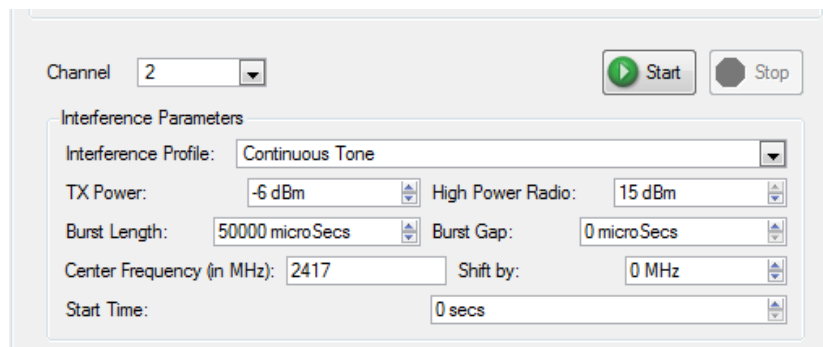 Channel 2 Start Stop
Interference Parameters
Interference Profile: Continuous Tone
TX Power: -6 dBm High Power Radio: 15 dBm
Burst Length: 50000 microSecs Burst Gap: 0 microSecs
Center Frequency (in MHz): 2417 Shift by: 0 MHz
Start Time: 0 secs